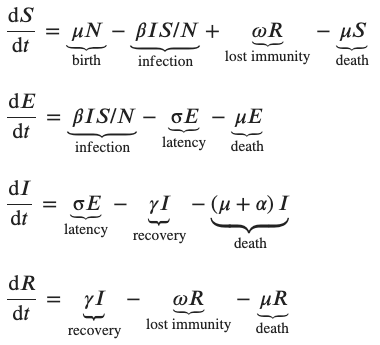 dS/dt = μN − βIS/N + ωR − μS
birth infection lost immunity death
dE/dt = βIS/N − σE − μE
infection latency death
dI/dt = σE − γI − (μ + α) I
latency recovery death
dR/dt = γI − ωR − μR
recovery lost immunity death